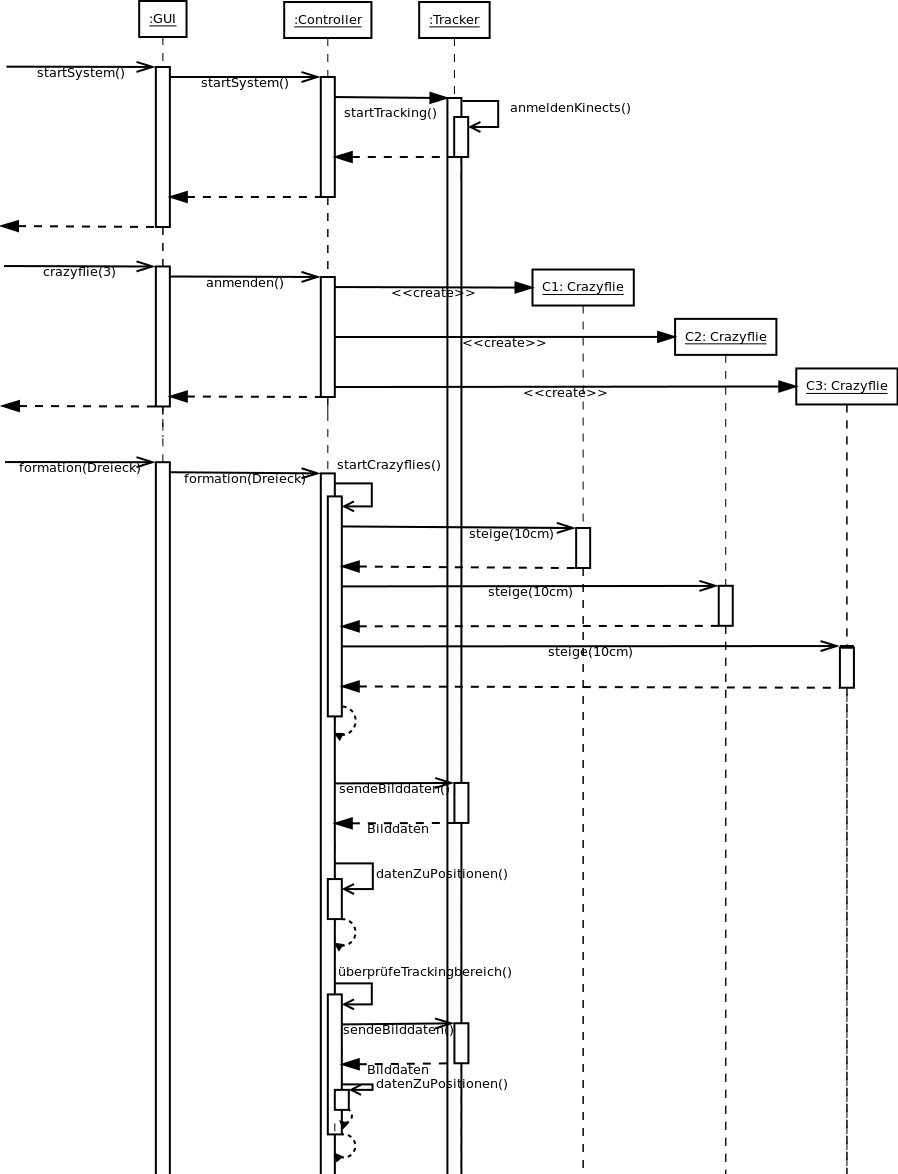 :GUI
:Controller
:Tracker
startSystem()
startSystem()
startTracking()
anmeldenKinects()
crazyflie(3)
anmenden()
<<create>>
C1: Crazyflie
<<create>>
C2: Crazyflie
<<create>>
C3: Crazyflie
formation(Dreieck)
formation(Dreieck)
startCrazyflies()
steige(10cm)
steige(10cm)
steige(10cm)
sendeBilddaten()
Bilddaten
datenZuPositionen()
überprüfeTrackingbereich()
sendeBilddaten()
Bilddaten
datenZuPositionen()